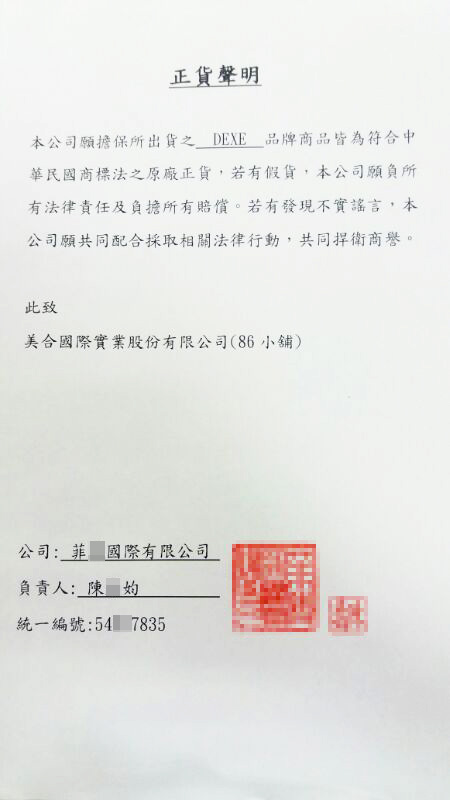 正貨聲明
本公司願擔保所出貨之 DEXE 品牌商品皆為符合中
華民國商標法之原廠正貨，若有假貨，本公司願負所
有法律責任及負擔所有賠償。若有發現不實謠言，本
公司願共同配合採取相關法律行動，共同捍衛商譽。
此致
美合國際實業股份有限公司(86 小舖)
公司: 菲 國際有限公司
負責人: 陳 妁
統一編號:54 7835